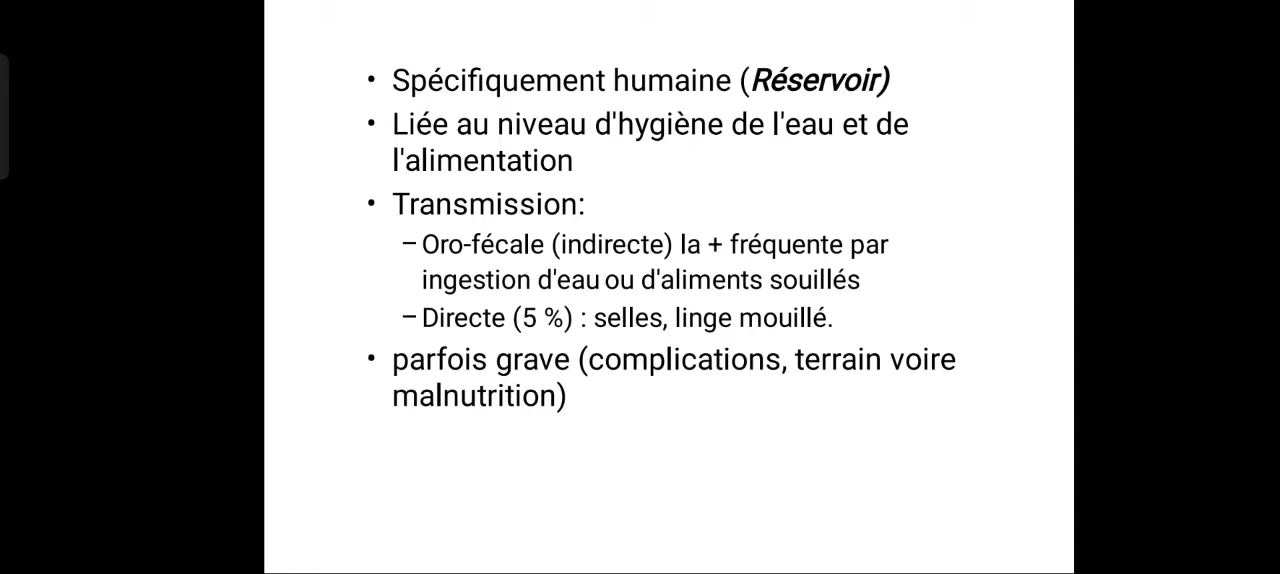 • Spécifiquement humaine (Réservoir)
• Liée au niveau d'hygiène de l'eau et de
l'alimentation
• Transmission:
– Oro-fécale (indirecte) la + fréquente par
ingestion d'eau ou d'aliments souillés
– Directe (5 %) : selles, linge mouillé.
• parfois grave (complications, terrain voire
malnutrition)